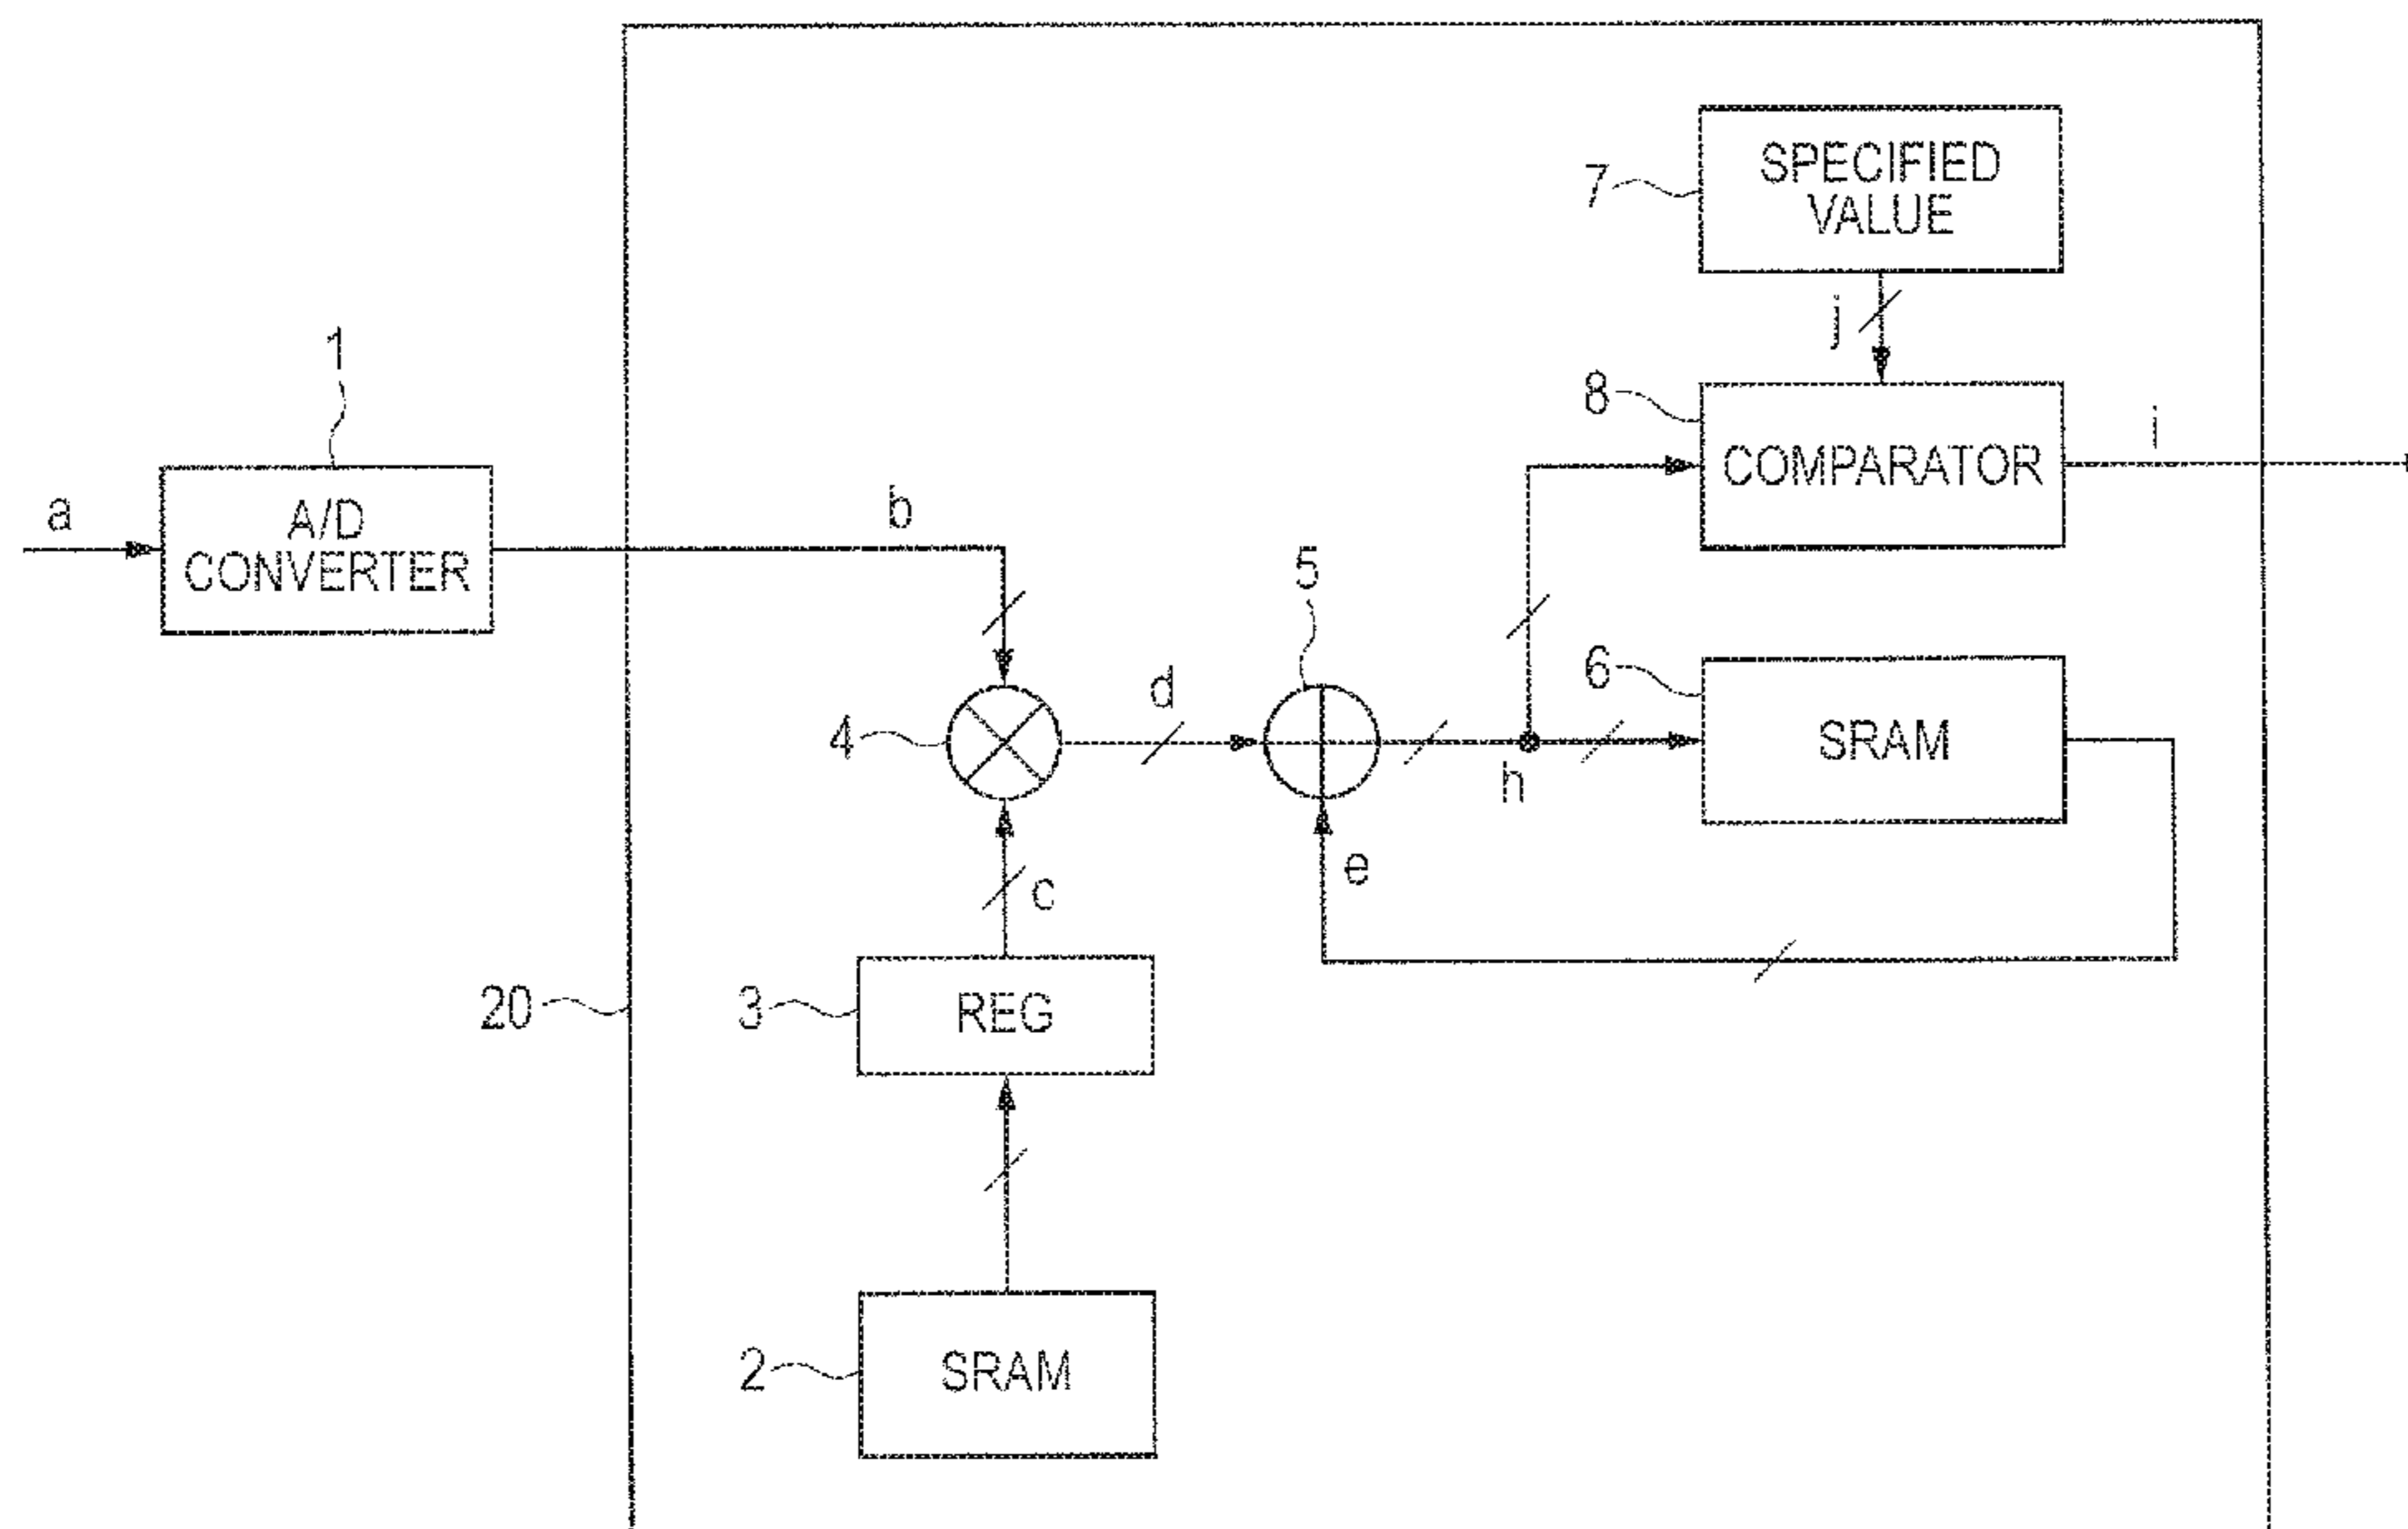 7
SPECIFIED
VALUE
j
1
8
COMPARATOR
i
a
A/D
CONVERTER
b
5
6
SRAM
4
d
h
e
c
20
3
REG
2
SRAM